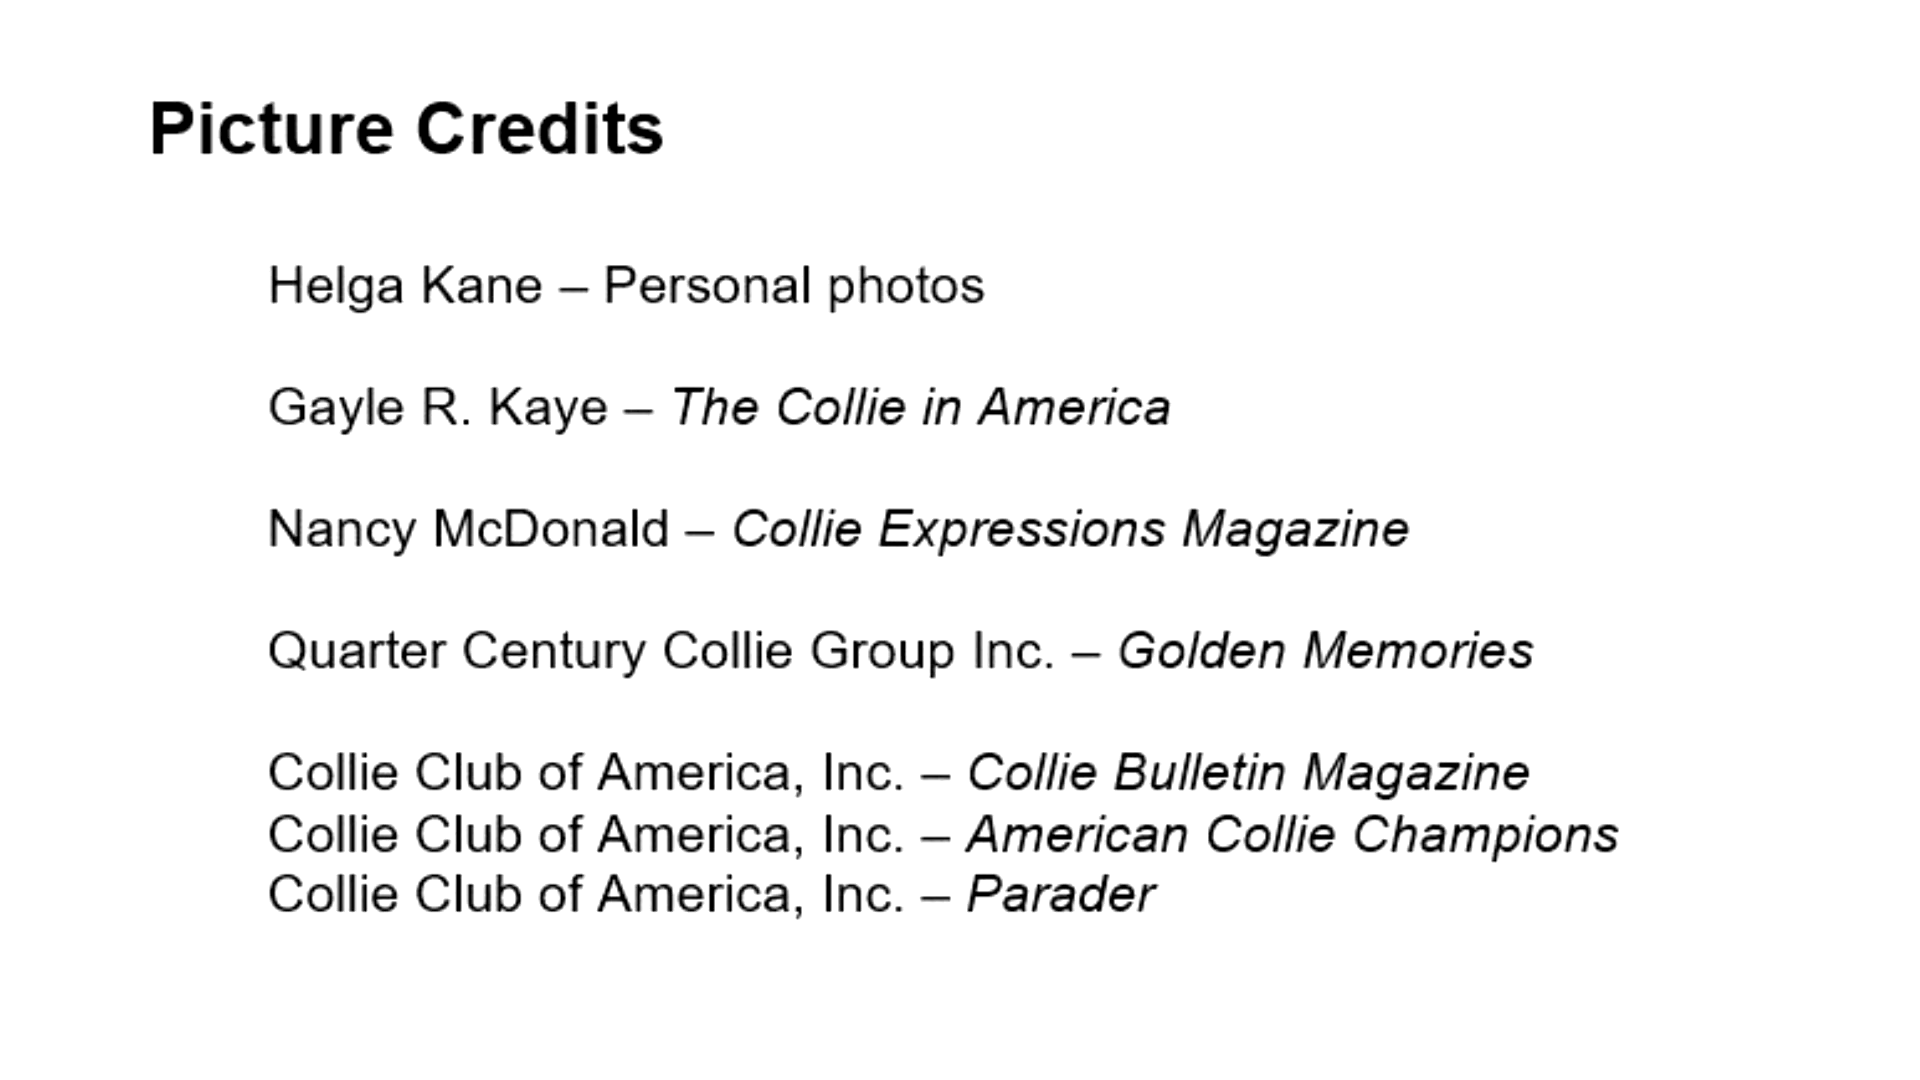 Picture Credits
Helga Kane – Personal photos
Gayle R. Kaye – The Collie in America
Nancy McDonald – Collie Expressions Magazine
Quarter Century Collie Group Inc. – Golden Memories
Collie Club of America, Inc. – Collie Bulletin Magazine
Collie Club of America, Inc. – American Collie Champions
Collie Club of America, Inc. – Parader